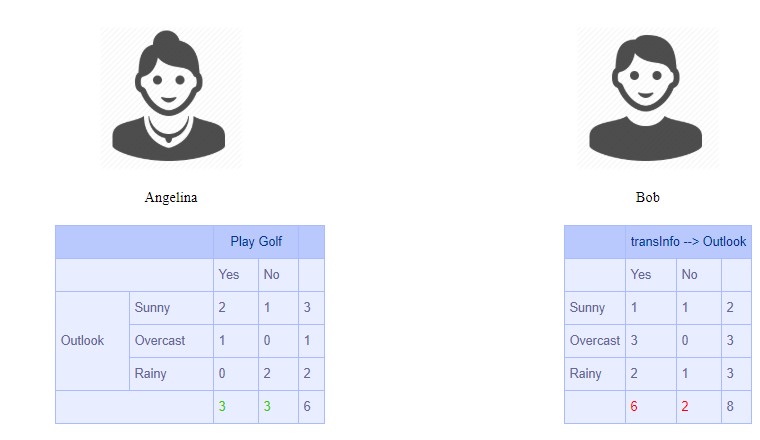 Angelina
Bob
Play Golf
Yes No
Outlook
Sunny 2 1 3
Overcast 1 0 1
Rainy 0 2 2
3 3 6
transInfo --> Outlook
Yes No
Sunny 1 1 2
Overcast 3 0 3
Rainy 2 1 3
6 2 8